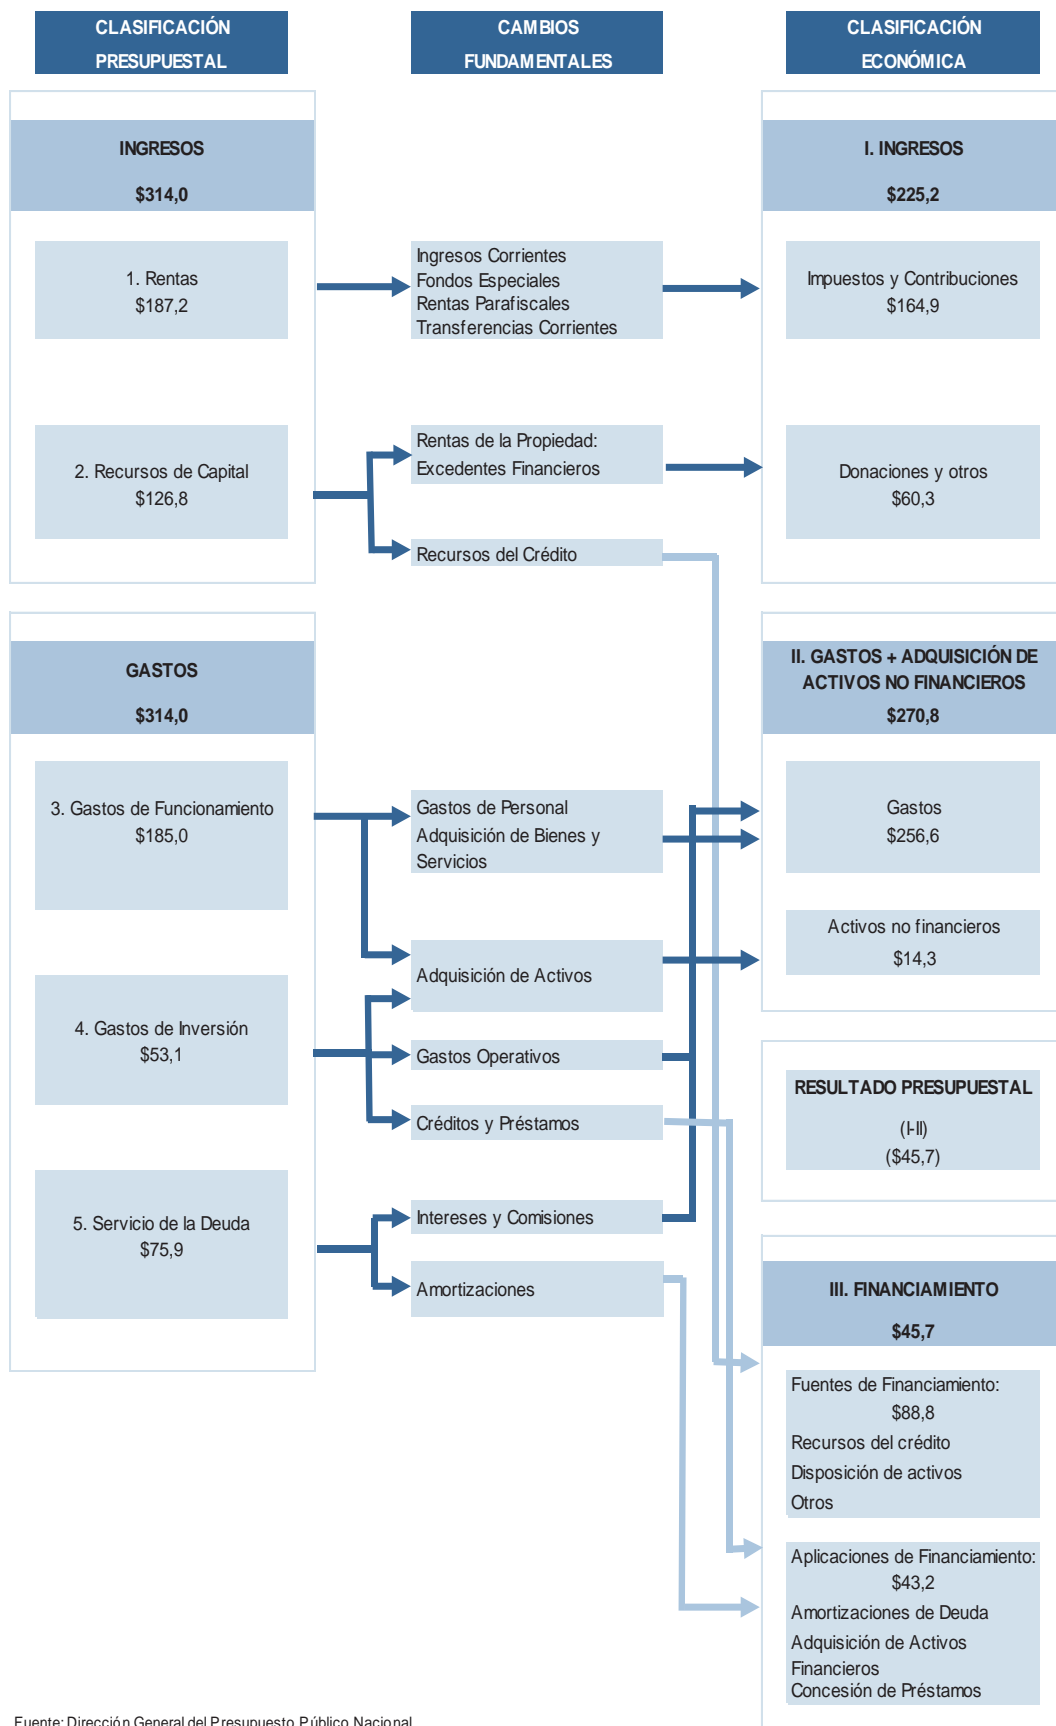 CLASIFICACIÓN
PRESUPUESTAL
CAMBIOS
FUNDAMENTALES
CLASIFICACIÓN
ECONÓMICA
INGRESOS
$314,0
I. INGRESOS
$225,2
1. Rentas
$187,2
Ingresos Corrientes
Fondos Especiales
Rentas Parafiscales
Transferencias Corrientes
Impuestos y Contribuciones
$164,9
2. Recursos de Capital
$126,8
Rentas de la Propiedad:
Excedentes Financieros
Donaciones y otros
$60,3
Recursos del Crédito
GASTOS
$314,0
II. GASTOS + ADQUISICIÓN DE
ACTIVOS NO FINANCIEROS
$270,8
3. Gastos de Funcionamiento
$185,0
Gastos de Personal
Adquisición de Bienes y
Servicios
Gastos
$256,6
Adquisición de Activos
Activos no financieros
$14,3
4. Gastos de Inversión
$53,1
Gastos Operativos
Créditos y Préstamos
RESULTADO PRESUPUESTAL
(I-II)
($45,7)
5. Servicio de la Deuda
$75,9
Intereses y Comisiones
Amortizaciones
III. FINANCIAMIENTO
$45,7
Fuentes de Financiamiento:
$88,8
Recursos del crédito
Disposición de activos
Otros
Aplicaciones de Financiamiento:
$43,2
Amortizaciones de Deuda
Adquisición de Activos
Financieros
Concesión de Préstamos
Fuente: Dirección General del Presupuesto Público Nacional